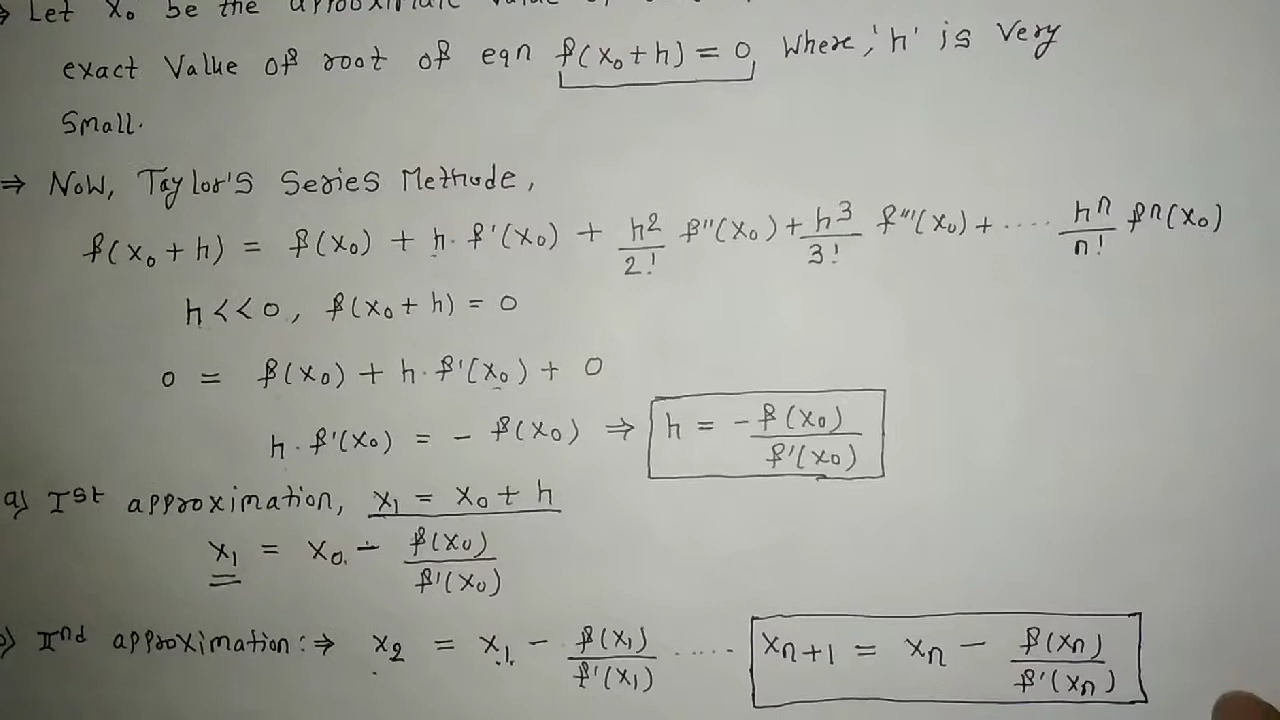 → Let x₀ be the approximate value of
exact Value of root of eqn f(x₀+h) = 0, Where, 'h' is Very
Small.
⇒ Now, Taylor's Series Methode,
f(x₀ + h) = f(x₀) + h · f'(x₀) + h²/2! f''(x₀) + h³/3! f'''(x₀) + ..... hⁿ/n! fⁿ(x₀)
h << 0, f(x₀ + h) = 0
0 = f(x₀) + h · f'(x₀) + 0
h · f'(x₀) = - f(x₀) ⇒ h = - f(x₀)/f'(x₀)
a) Ist approximation, x₁ = x₀ + h
x₁ = x₀ - f(x₀)/f'(x₀)
b) IInd approximation :⇒ x₂ = x₁ - f(x₁)/f'(x₁) ..... xₙ₊₁ = xₙ - f(xₙ)/f'(xₙ)